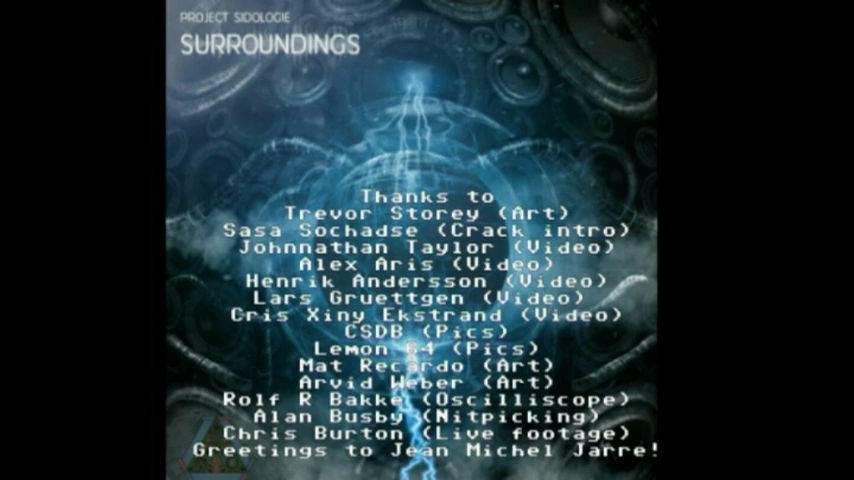 PROJECT SIDOLOGIE
SURROUNDINGS
Thanks to
Trevor Storey (Art)
Sasa Sochadse (Crack intro)
Johnnathan Taylor (Video)
Alex Aris (Video)
Henrik Andersson (Video)
Lars Gruettgen (Video)
Cris Xiny Ekstrand (Video)
CSDB (Pics)
Lemon 64 (Pics)
Mat Recardo (Art)
Arvid Weber (Art)
Rolf R Bakke (Oscilliscope)
Alan Busby (Nitpicking)
Chris Burton (Live footage)
Greetings to Jean Michel Jarre!